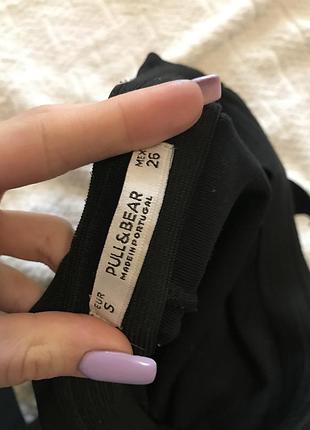 EUR
S
PULL&BEAR
MADE IN PORTUGAL
MEX
26